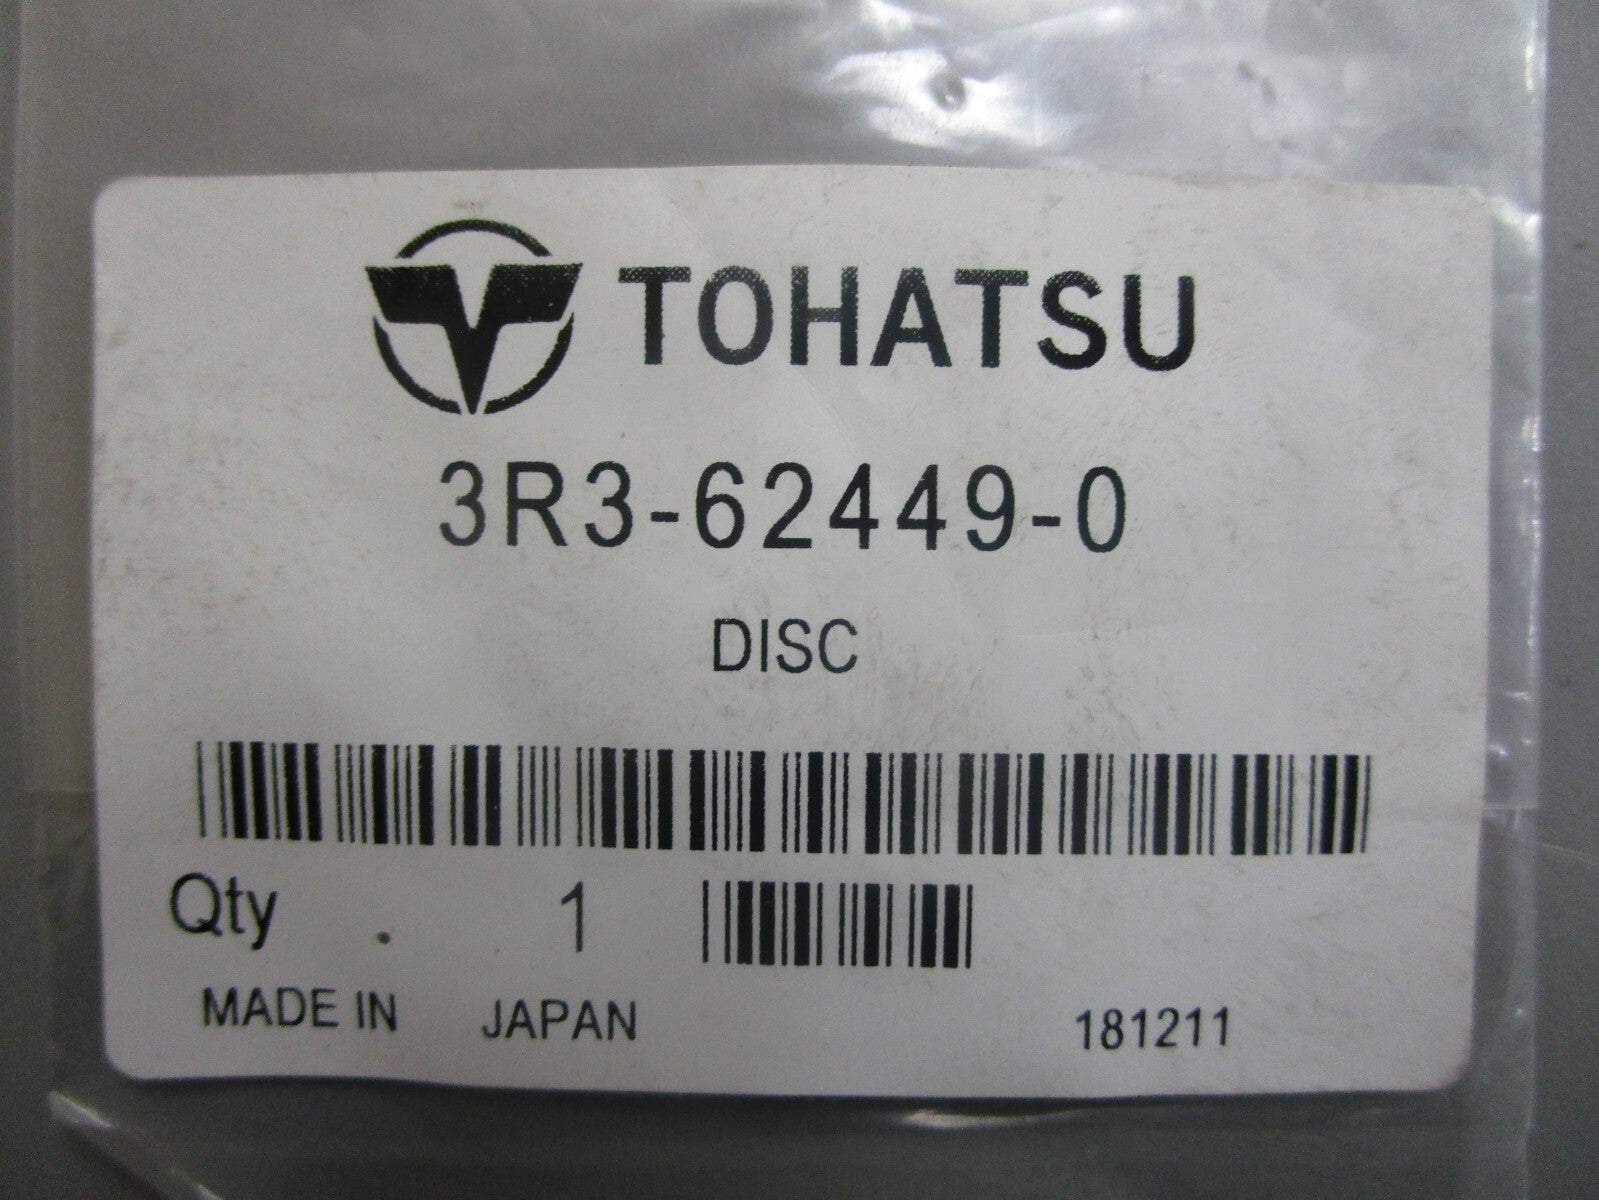 TOHATSU
3R3-62449-0
DISC
Qty . 1
MADE IN JAPAN 181211